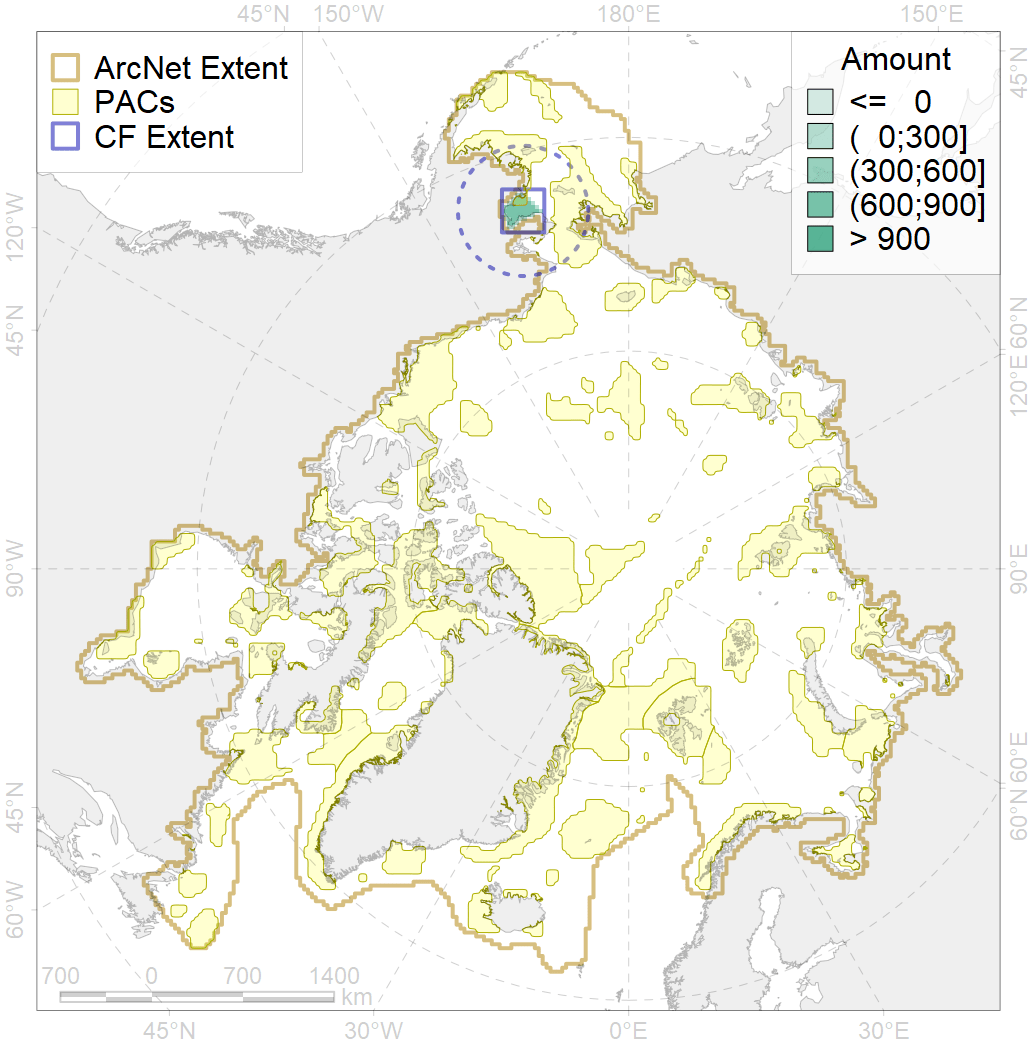 45°N 150°W 180°E 150°E
ArcNet Extent
PACs
CF Extent
Amount
<= 0
( 0;300]
(300;600]
(600;900]
> 900
45°N
120°W
45°N
90°W
45°N
60°W
60°N
120°E
90°E
60°E
60°N
700 0 700 1400
km
45°N 30°W 0°E 30°E